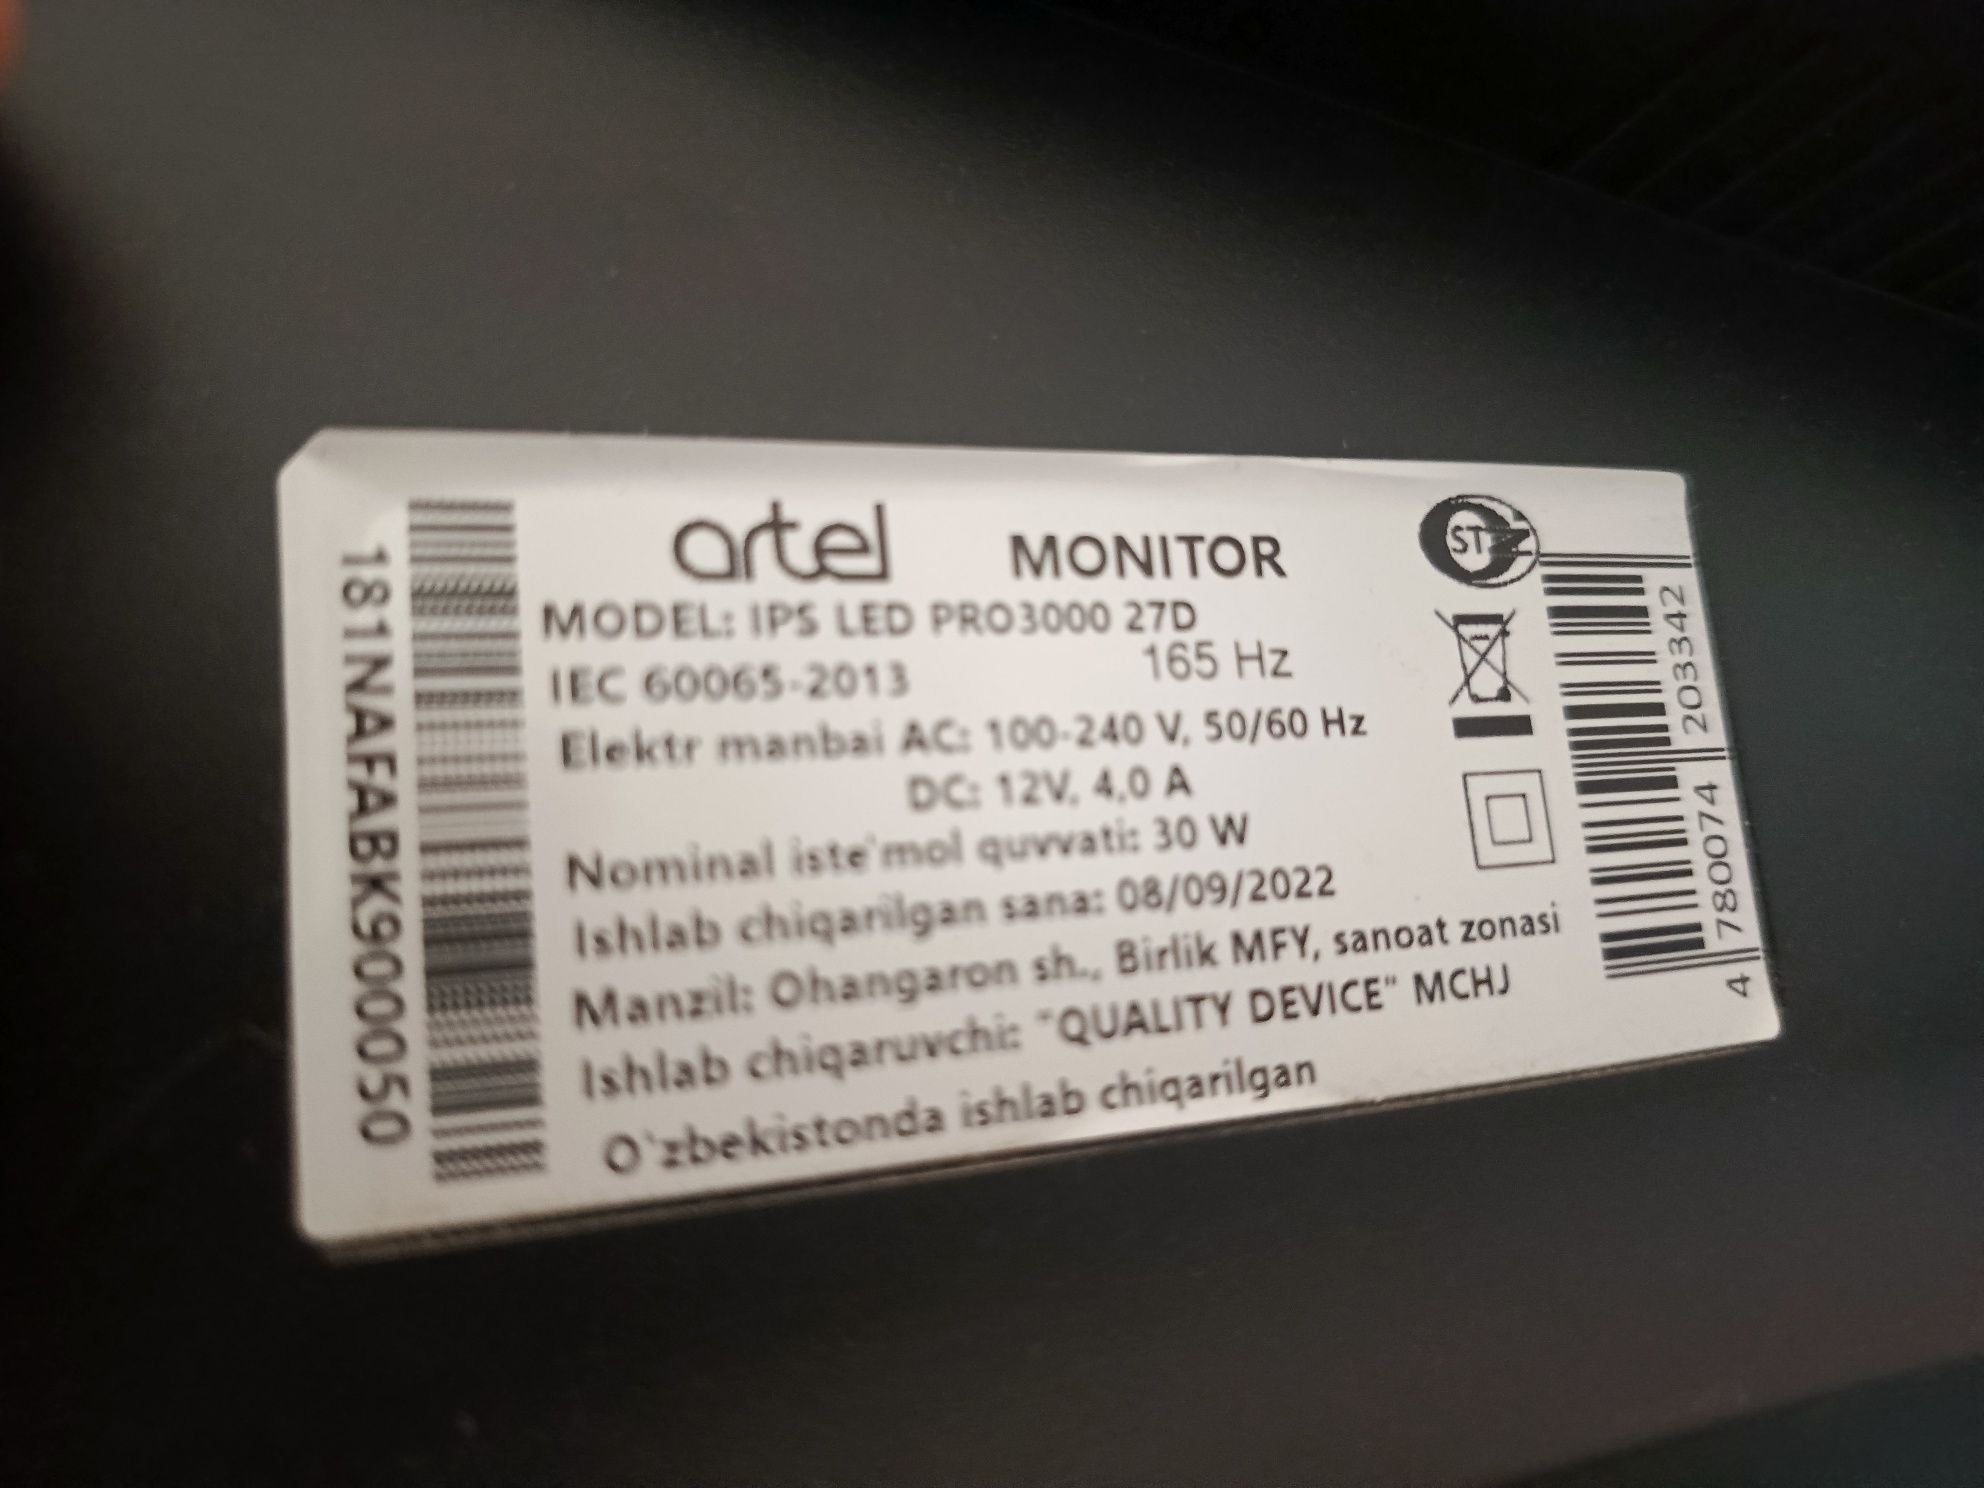 artel MONITOR
MODEL: IPS LED PRO3000 27D
165 Hz
IEC 60065-2013
Elektr manbai AC: 100-240 V, 50/60 Hz
DC: 12V, 4,0 A
Nominal iste'mol quvvati: 30 W
Ishlab chiqarilgan sana: 08/09/2022
Manzil: Ohangaron sh., Birlik MFY, sanoat zonasi
Ishlab chiqaruvchi: "QUALITY DEVICE" MCHJ
O'zbekistonda ishlab chiqarilgan
181NAFABK900050
ST
4 780074 203342